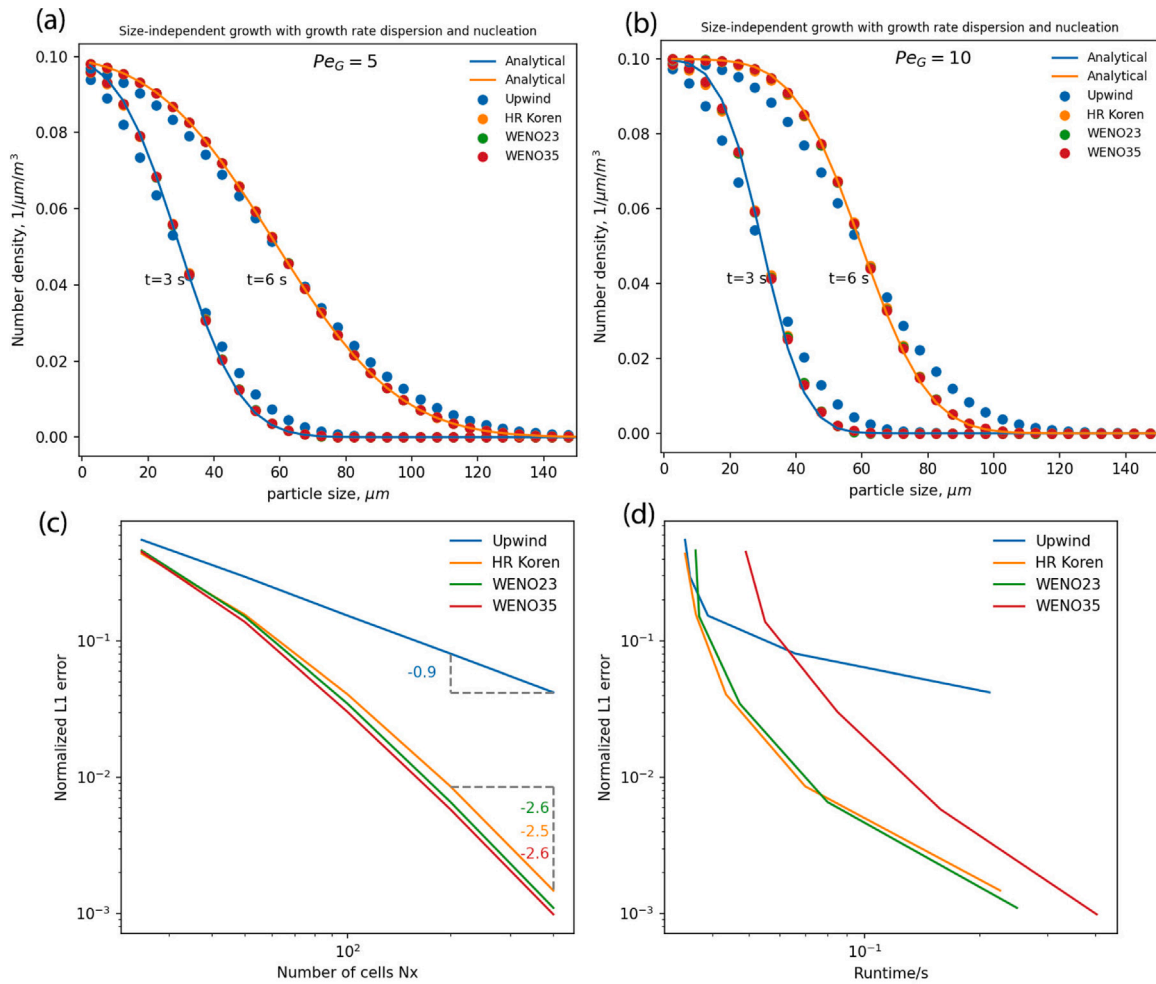 (a)
Size-independent growth with growth rate dispersion and nucleation
Pe_G = 5
Analytical
Analytical
Upwind
HR Koren
WENO23
WENO35
t=3 s
t=6 s
Number density, 1/μm/m³
0.10
0.08
0.06
0.04
0.02
0.00
0
20
40
60
80
100
120
140
particle size, μm
(b)
Size-independent growth with growth rate dispersion and nucleation
Pe_G = 10
Analytical
Analytical
Upwind
HR Koren
WENO23
WENO35
t=3 s
t=6 s
Number density, 1/μm/m³
0.10
0.08
0.06
0.04
0.02
0.00
0
20
40
60
80
100
120
140
particle size, μm
(c)
Upwind
HR Koren
WENO23
WENO35
-0.9
-2.6
-2.5
-2.6
Normalized L1 error
10⁻¹
10⁻²
10⁻³
10²
Number of cells Nx
(d)
Upwind
HR Koren
WENO23
WENO35
Normalized L1 error
10⁻¹
10⁻²
10⁻³
10⁻¹
Runtime/s